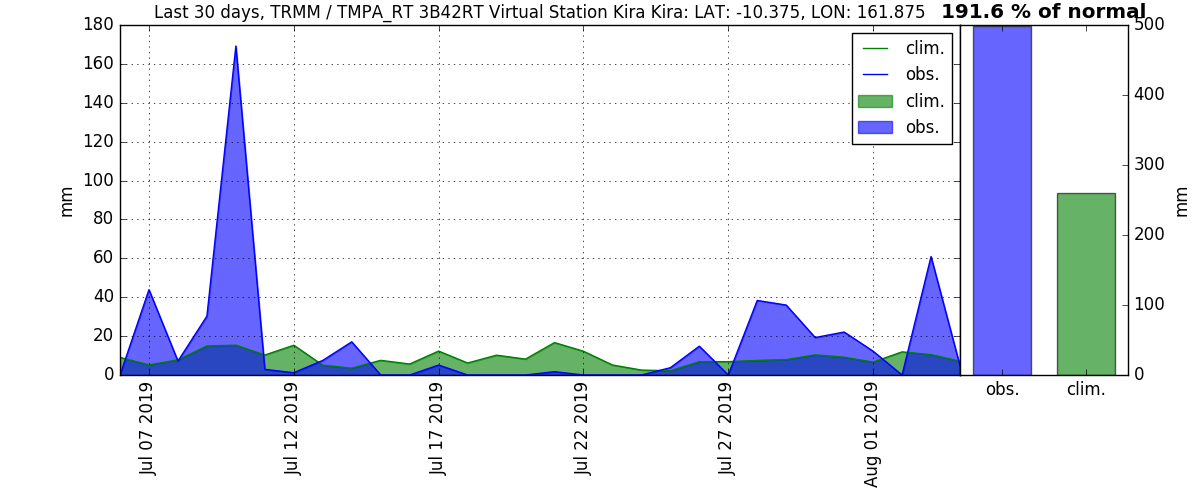 Last 30 days, TRMM / TMPA_RT 3B42RT Virtual Station Kira Kira: LAT: -10.375, LON: 161.875 191.6 % of normal
180
160
140
120
100
80
60
40
20
0
mm
clim.
obs.
clim.
obs.
500
400
300
200
100
0
mm
Jul 07 2019
Jul 12 2019
Jul 17 2019
Jul 22 2019
Jul 27 2019
Aug 01 2019
obs.
clim.